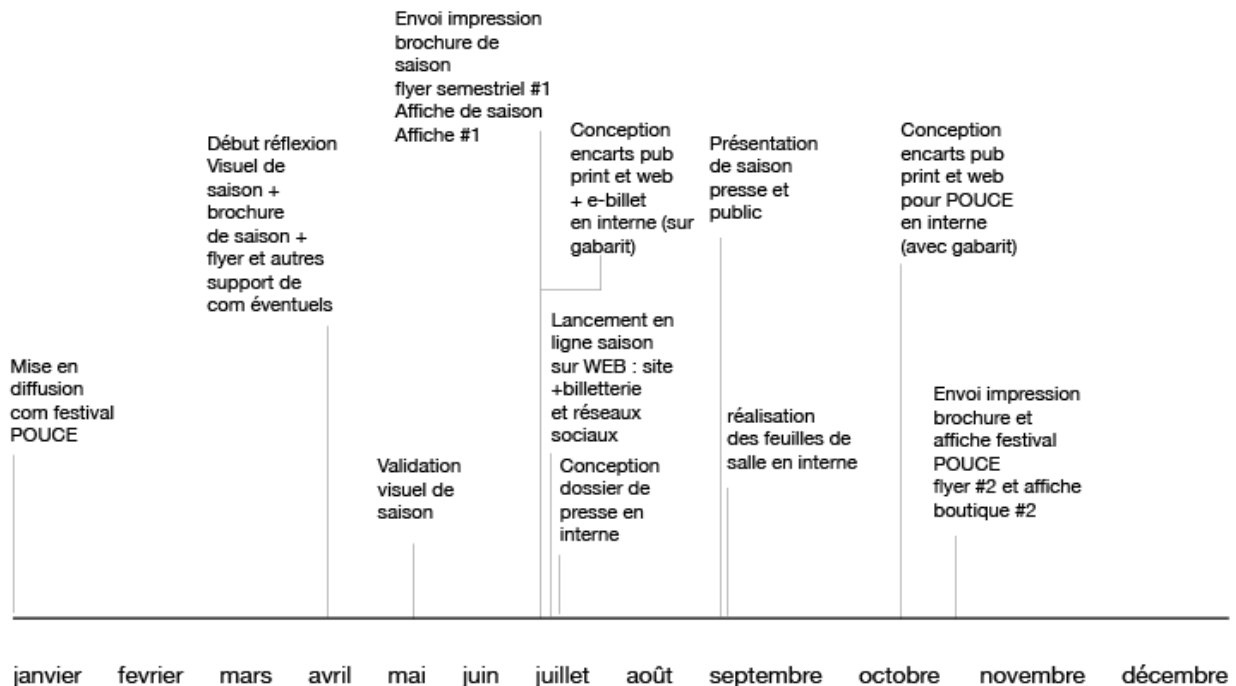 Envoi impression
brochure de
saison
flyer semestriel #1
Affiche de saison
Affiche #1
Début réflexion
Visuel de
saison +
brochure
de saison +
flyer et autres
support de
com éventuels
Conception
encarts pub
print et web
+ e-billet
en interne (sur
gabarit)
Présentation
de saison
presse et
public
Conception
encarts pub
print et web
pour POUCE
en interne
(avec gabarit)
Mise en
diffusion
com festival
POUCE
Lancement en
ligne saison
sur WEB : site
+billetterie
et réseaux
sociaux
Validation
visuel de
saison
Conception
dossier de
presse en
interne
réalisation
des feuilles de
salle en interne
Envoi impression
brochure et
affiche festival
POUCE
flyer #2 et affiche
boutique #2
janvier fevrier mars avril mai juin juillet août septembre octobre novembre décembre